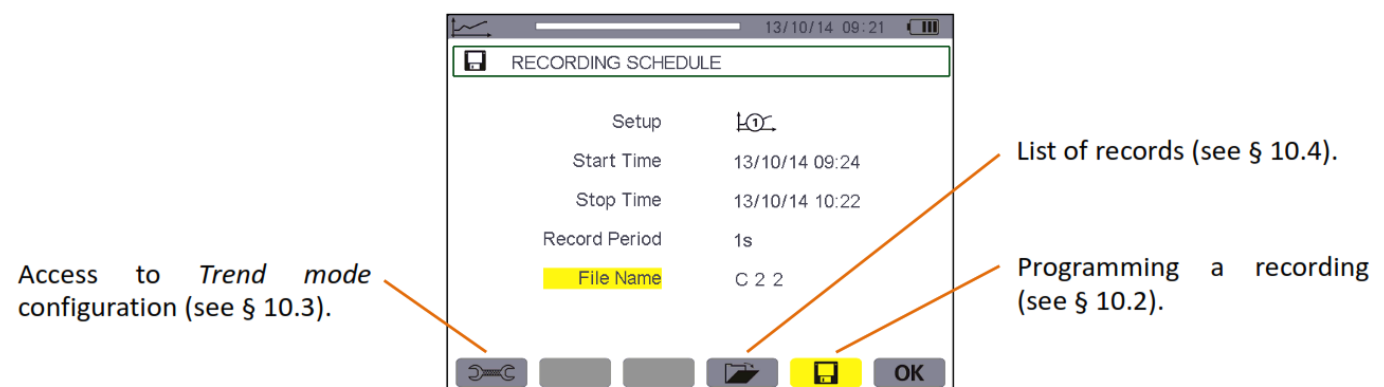 13/10/14 09:21
RECORDING SCHEDULE
Setup 1
Start Time 13/10/14 09:24
Stop Time 13/10/14 10:22
Record Period 1s
File Name C 2 2
OK
List of records (see § 10.4).
Programming a recording
(see § 10.2).
Access to Trend mode
configuration (see § 10.3).